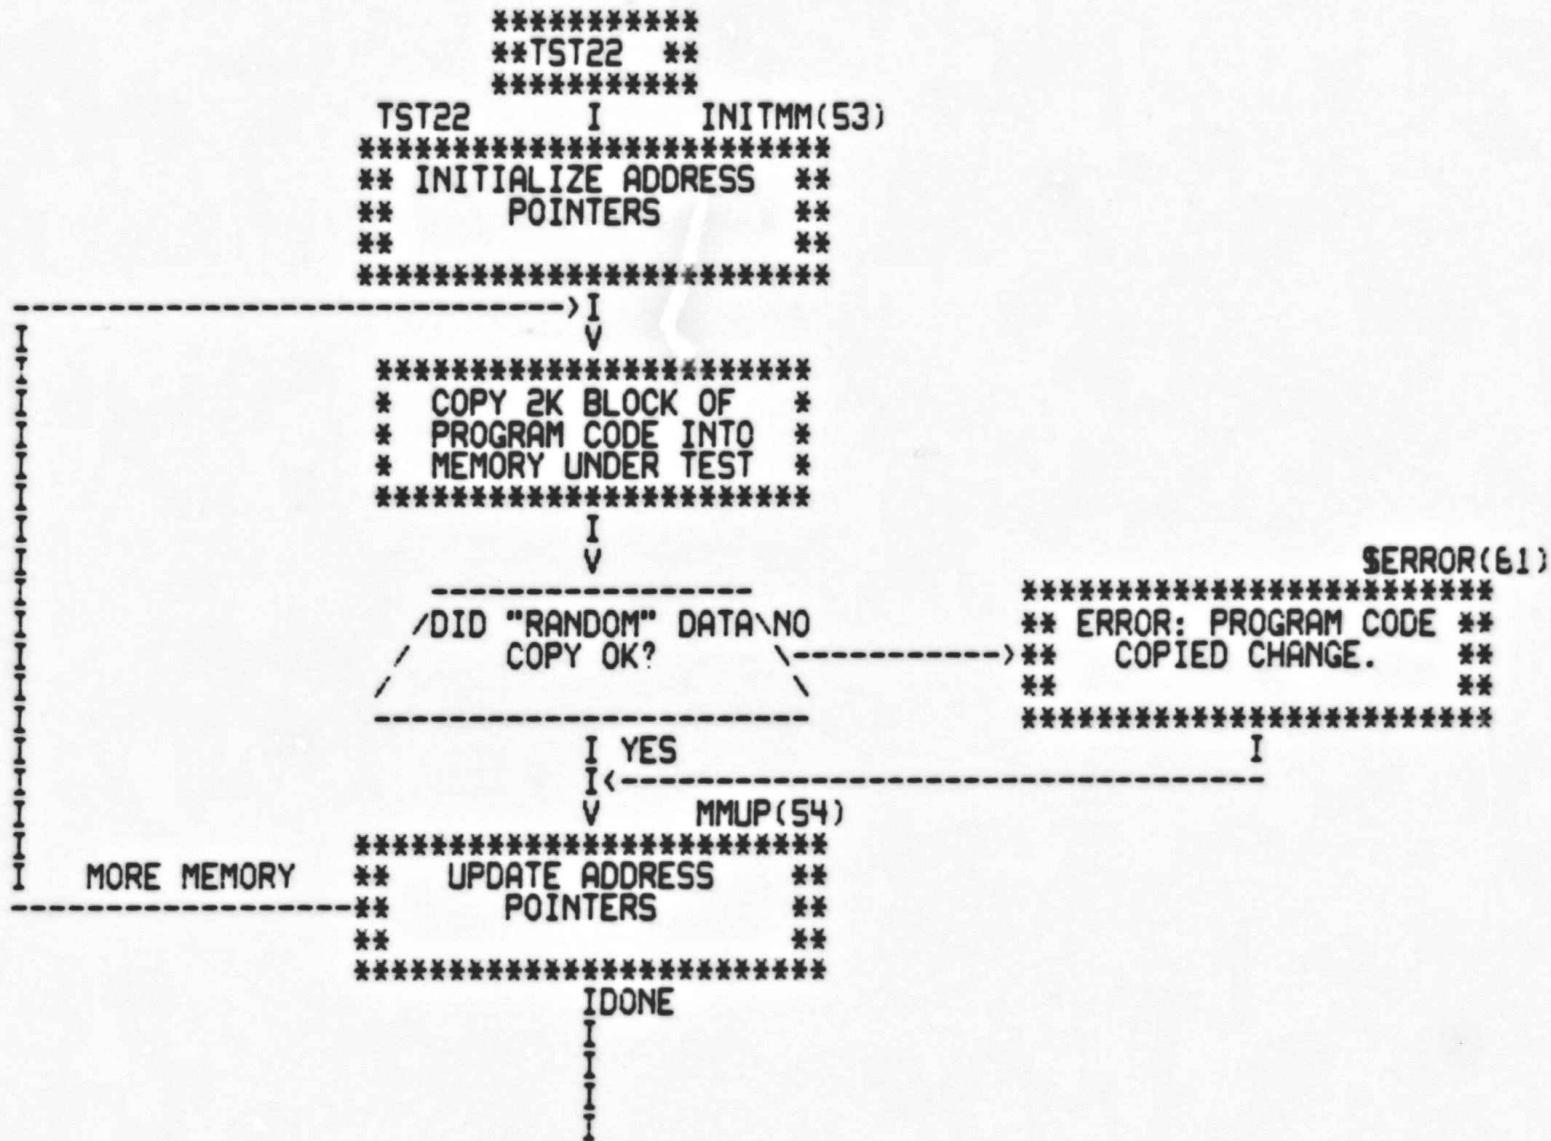 ***********
**TST22  **
***********
TST22 I INITMM(53)
*************************
** INITIALIZE ADDRESS **
** POINTERS **
** **
*************************
------------------------------>I
I V
***********************
* COPY 2K BLOCK OF *
* PROGRAM CODE INTO *
* MEMORY UNDER TEST *
***********************
I
V
$ERROR(61)
----------------- *************************
/DID "RANDOM" DATA\NO ** ERROR: PROGRAM CODE **
/ COPY OK? \------------>** COPIED CHANGE. **
/ \ ** **
----------------------- *************************
I YES I
I<-----------------------------------
V MMUP(54)
*************************
I MORE MEMORY ** UPDATE ADDRESS **
-------------------** POINTERS **
** **
*************************
IDONE
I
I
I
I